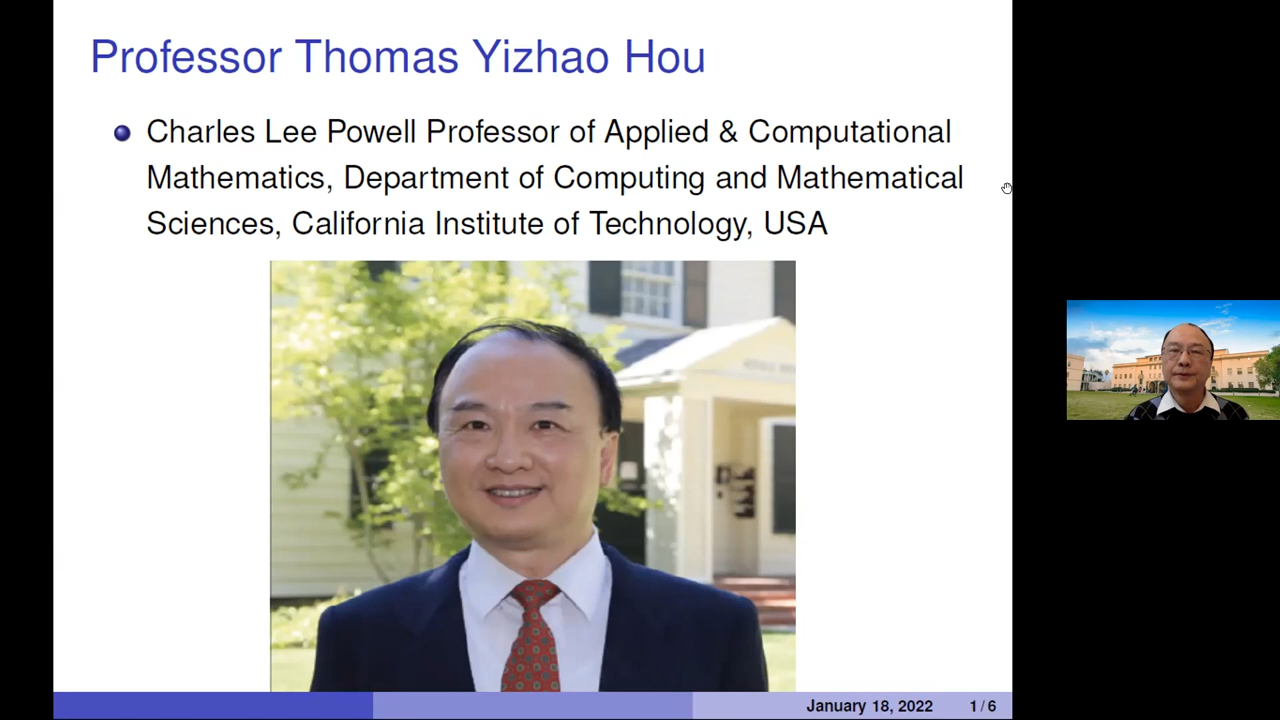 Professor Thomas Yizhao Hou
Charles Lee Powell Professor of Applied & Computational
Mathematics, Department of Computing and Mathematical
Sciences, California Institute of Technology, USA
January 18, 2022 1 / 6